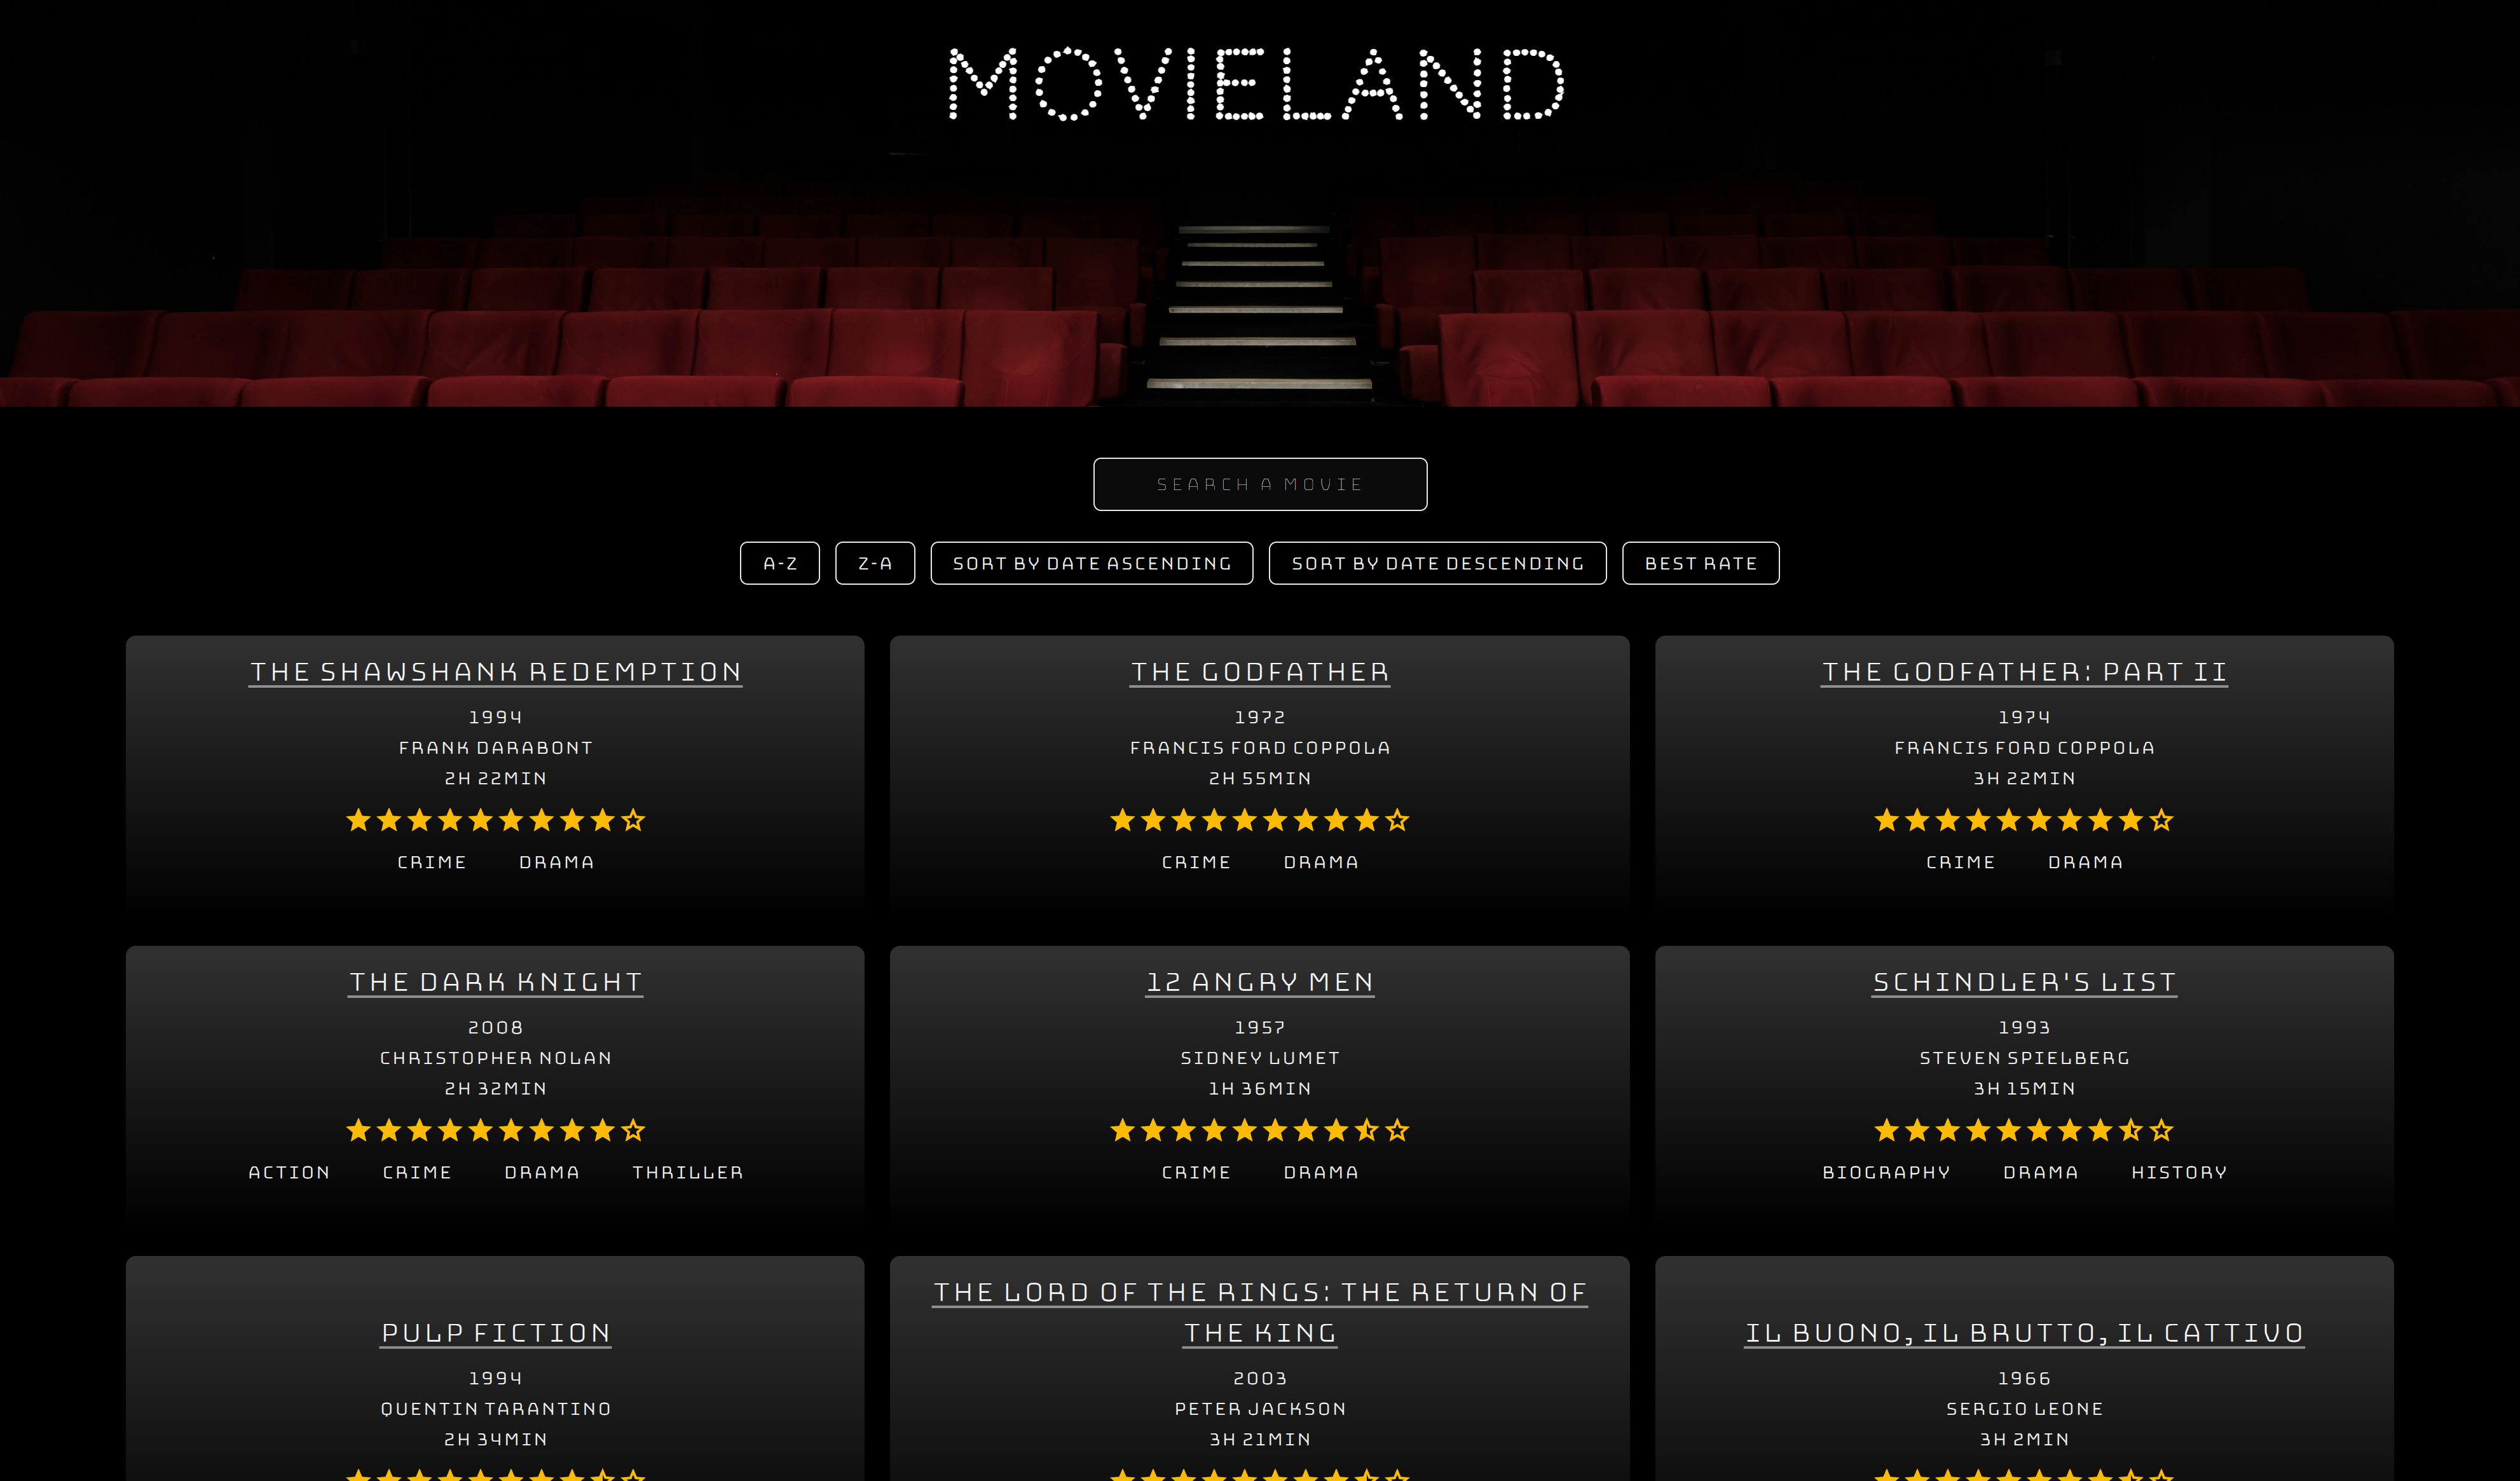 MOVIELAND
SEARCH A MOVIE
A-Z
Z-A
SORT BY DATE ASCENDING
SORT BY DATE DESCENDING
BEST RATE
THE SHAWSHANK REDEMPTION
1994
FRANK DARABONT
2H 22MIN
CRIME DRAMA
THE GODFATHER
1972
FRANCIS FORD COPPOLA
2H 55MIN
CRIME DRAMA
THE GODFATHER: PART II
1974
FRANCIS FORD COPPOLA
3H 22MIN
CRIME DRAMA
THE DARK KNIGHT
2008
CHRISTOPHER NOLAN
2H 32MIN
ACTION CRIME DRAMA THRILLER
12 ANGRY MEN
1957
SIDNEY LUMET
1H 36MIN
CRIME DRAMA
SCHINDLER'S LIST
1993
STEVEN SPIELBERG
3H 15MIN
BIOGRAPHY DRAMA HISTORY
PULP FICTION
1994
QUENTIN TARANTINO
2H 34MIN
THE LORD OF THE RINGS: THE RETURN OF
THE KING
2003
PETER JACKSON
3H 21MIN
IL BUONO, IL BRUTTO, IL CATTIVO
1966
SERGIO LEONE
3H 2MIN